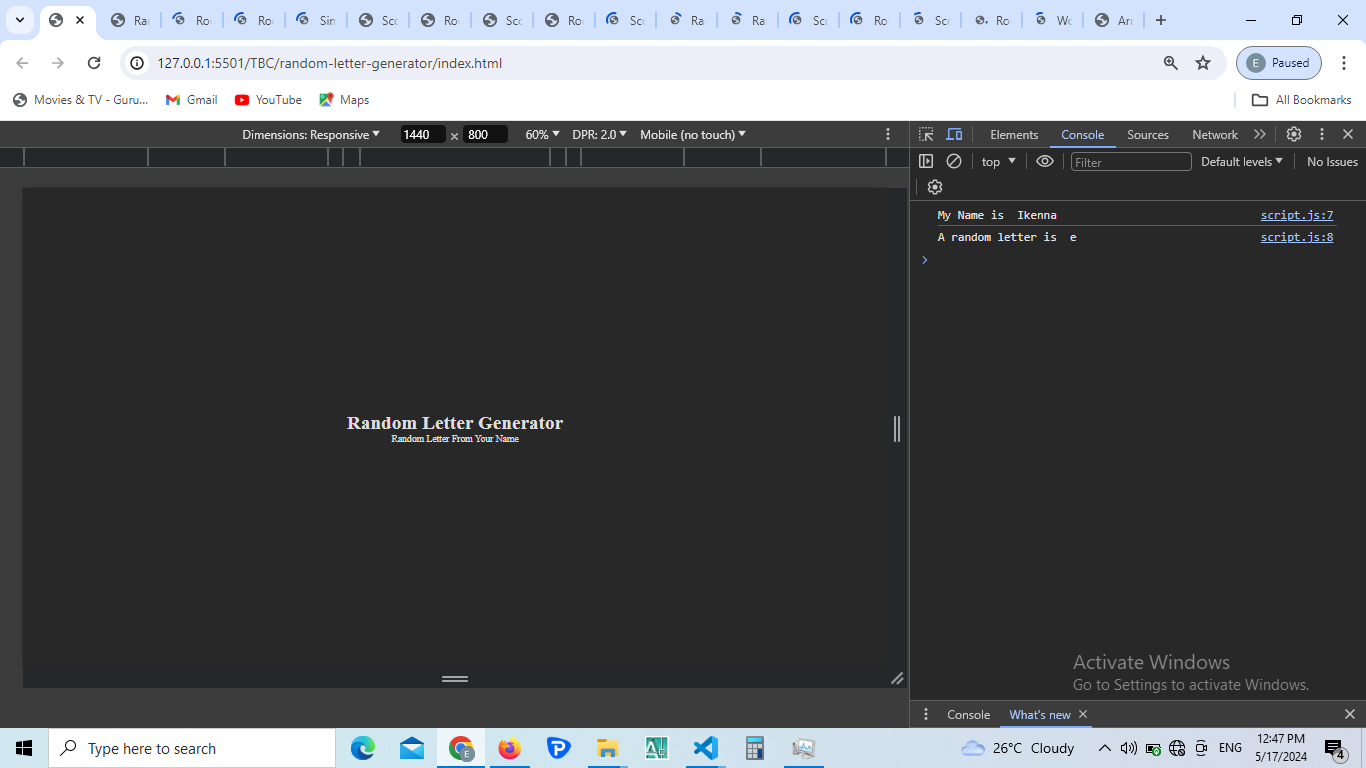 Ra
Ro
Ro
Sin
Sco
Ro
Sco
Ro
Sco
Ra
Ra
Sco
Ro
Sco
Ro
Wo
Ar
127.0.0.1:5501/TBC/random-letter-generator/index.html
E Paused
Movies & TV - Guru... Gmail YouTube Maps All Bookmarks
Dimensions: Responsive 1440 × 800 60% DPR: 2.0 Mobile (no touch)
Elements Console Sources Network
top Filter Default levels No Issues
My Name is Ikenna script.js:7
A random letter is e script.js:8
Random Letter Generator
Random Letter From Your Name
Activate Windows
Go to Settings to activate Windows.
Console What's new
Type here to search
26°C Cloudy
ENG
12:47 PM
5/17/2024
4